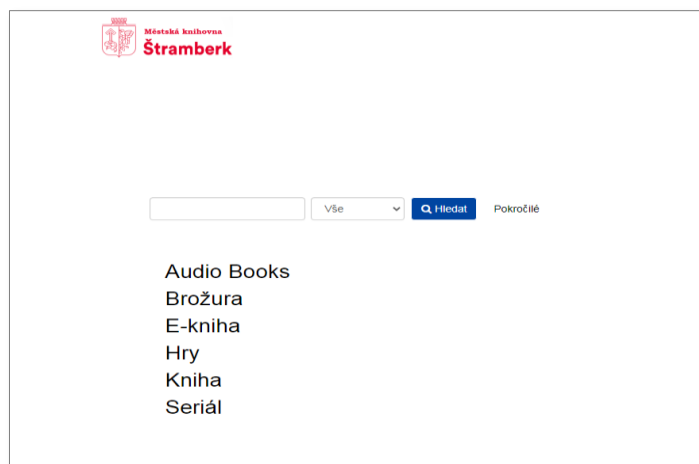 Městská knihovna
Štramberk
Vše
Hledat
Pokročilé
Audio Books
Brožura
E-kniha
Hry
Kniha
Seriál